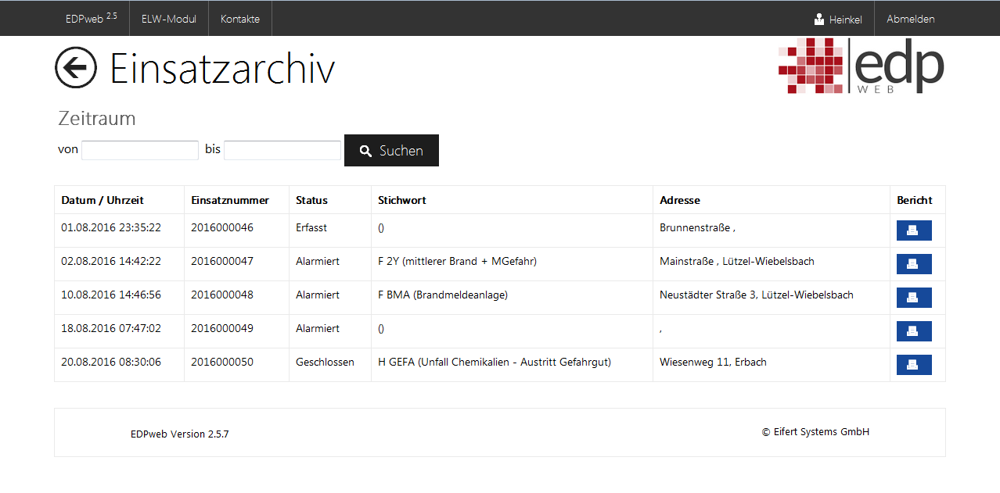 EDPweb 2.5 ELW-Modul Kontakte Heinkel Abmelden
Einsatzarchiv
edp
WEB
Zeitraum
von bis Suchen
Datum / Uhrzeit Einsatznummer Status Stichwort Adresse Bericht
01.08.2016 23:35:22 2016000046 Erfasst () Brunnenstraße ,
02.08.2016 14:42:22 2016000047 Alarmiert F 2Y (mittlerer Brand + MGefahr) Mainstraße , Lützel-Wiebelsbach
10.08.2016 14:46:56 2016000048 Alarmiert F BMA (Brandmeldeanlage) Neustädter Straße 3, Lützel-Wiebelsbach
18.08.2016 07:47:02 2016000049 Alarmiert () ,
20.08.2016 08:30:06 2016000050 Geschlossen H GEFA (Unfall Chemikalien - Austritt Gefahrgut) Wiesenweg 11, Erbach
EDPweb Version 2.5.7 © Eifert Systems GmbH